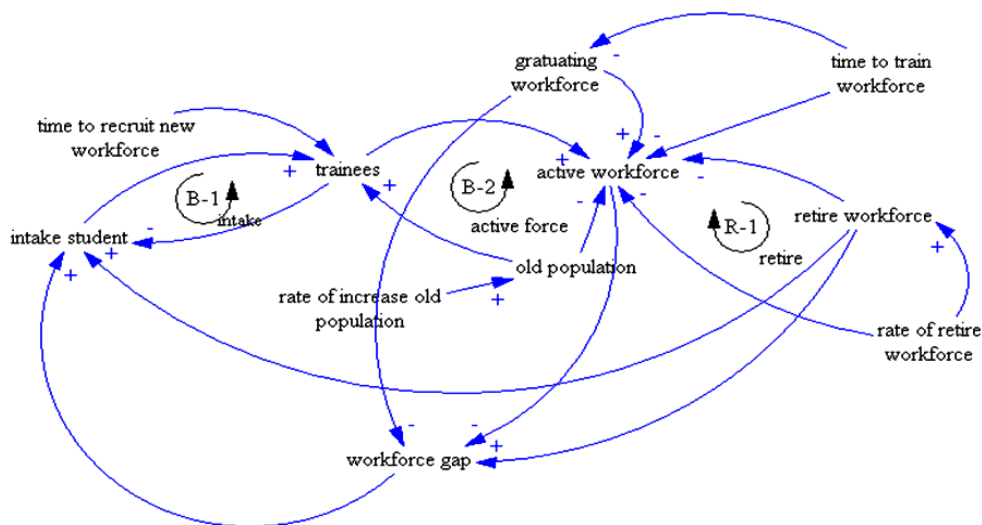 gratuating
workforce
time to train
workforce
time to recruit new
workforce
trainees
active workforce
B-1
intake
B-2
active force
R-1
retire
retire workforce
intake student
old population
rate of increase old
population
rate of retire
workforce
workforce gap
-
+
-
+
+
+
-
-
-
-
+
-
+
+
+
-
-
+